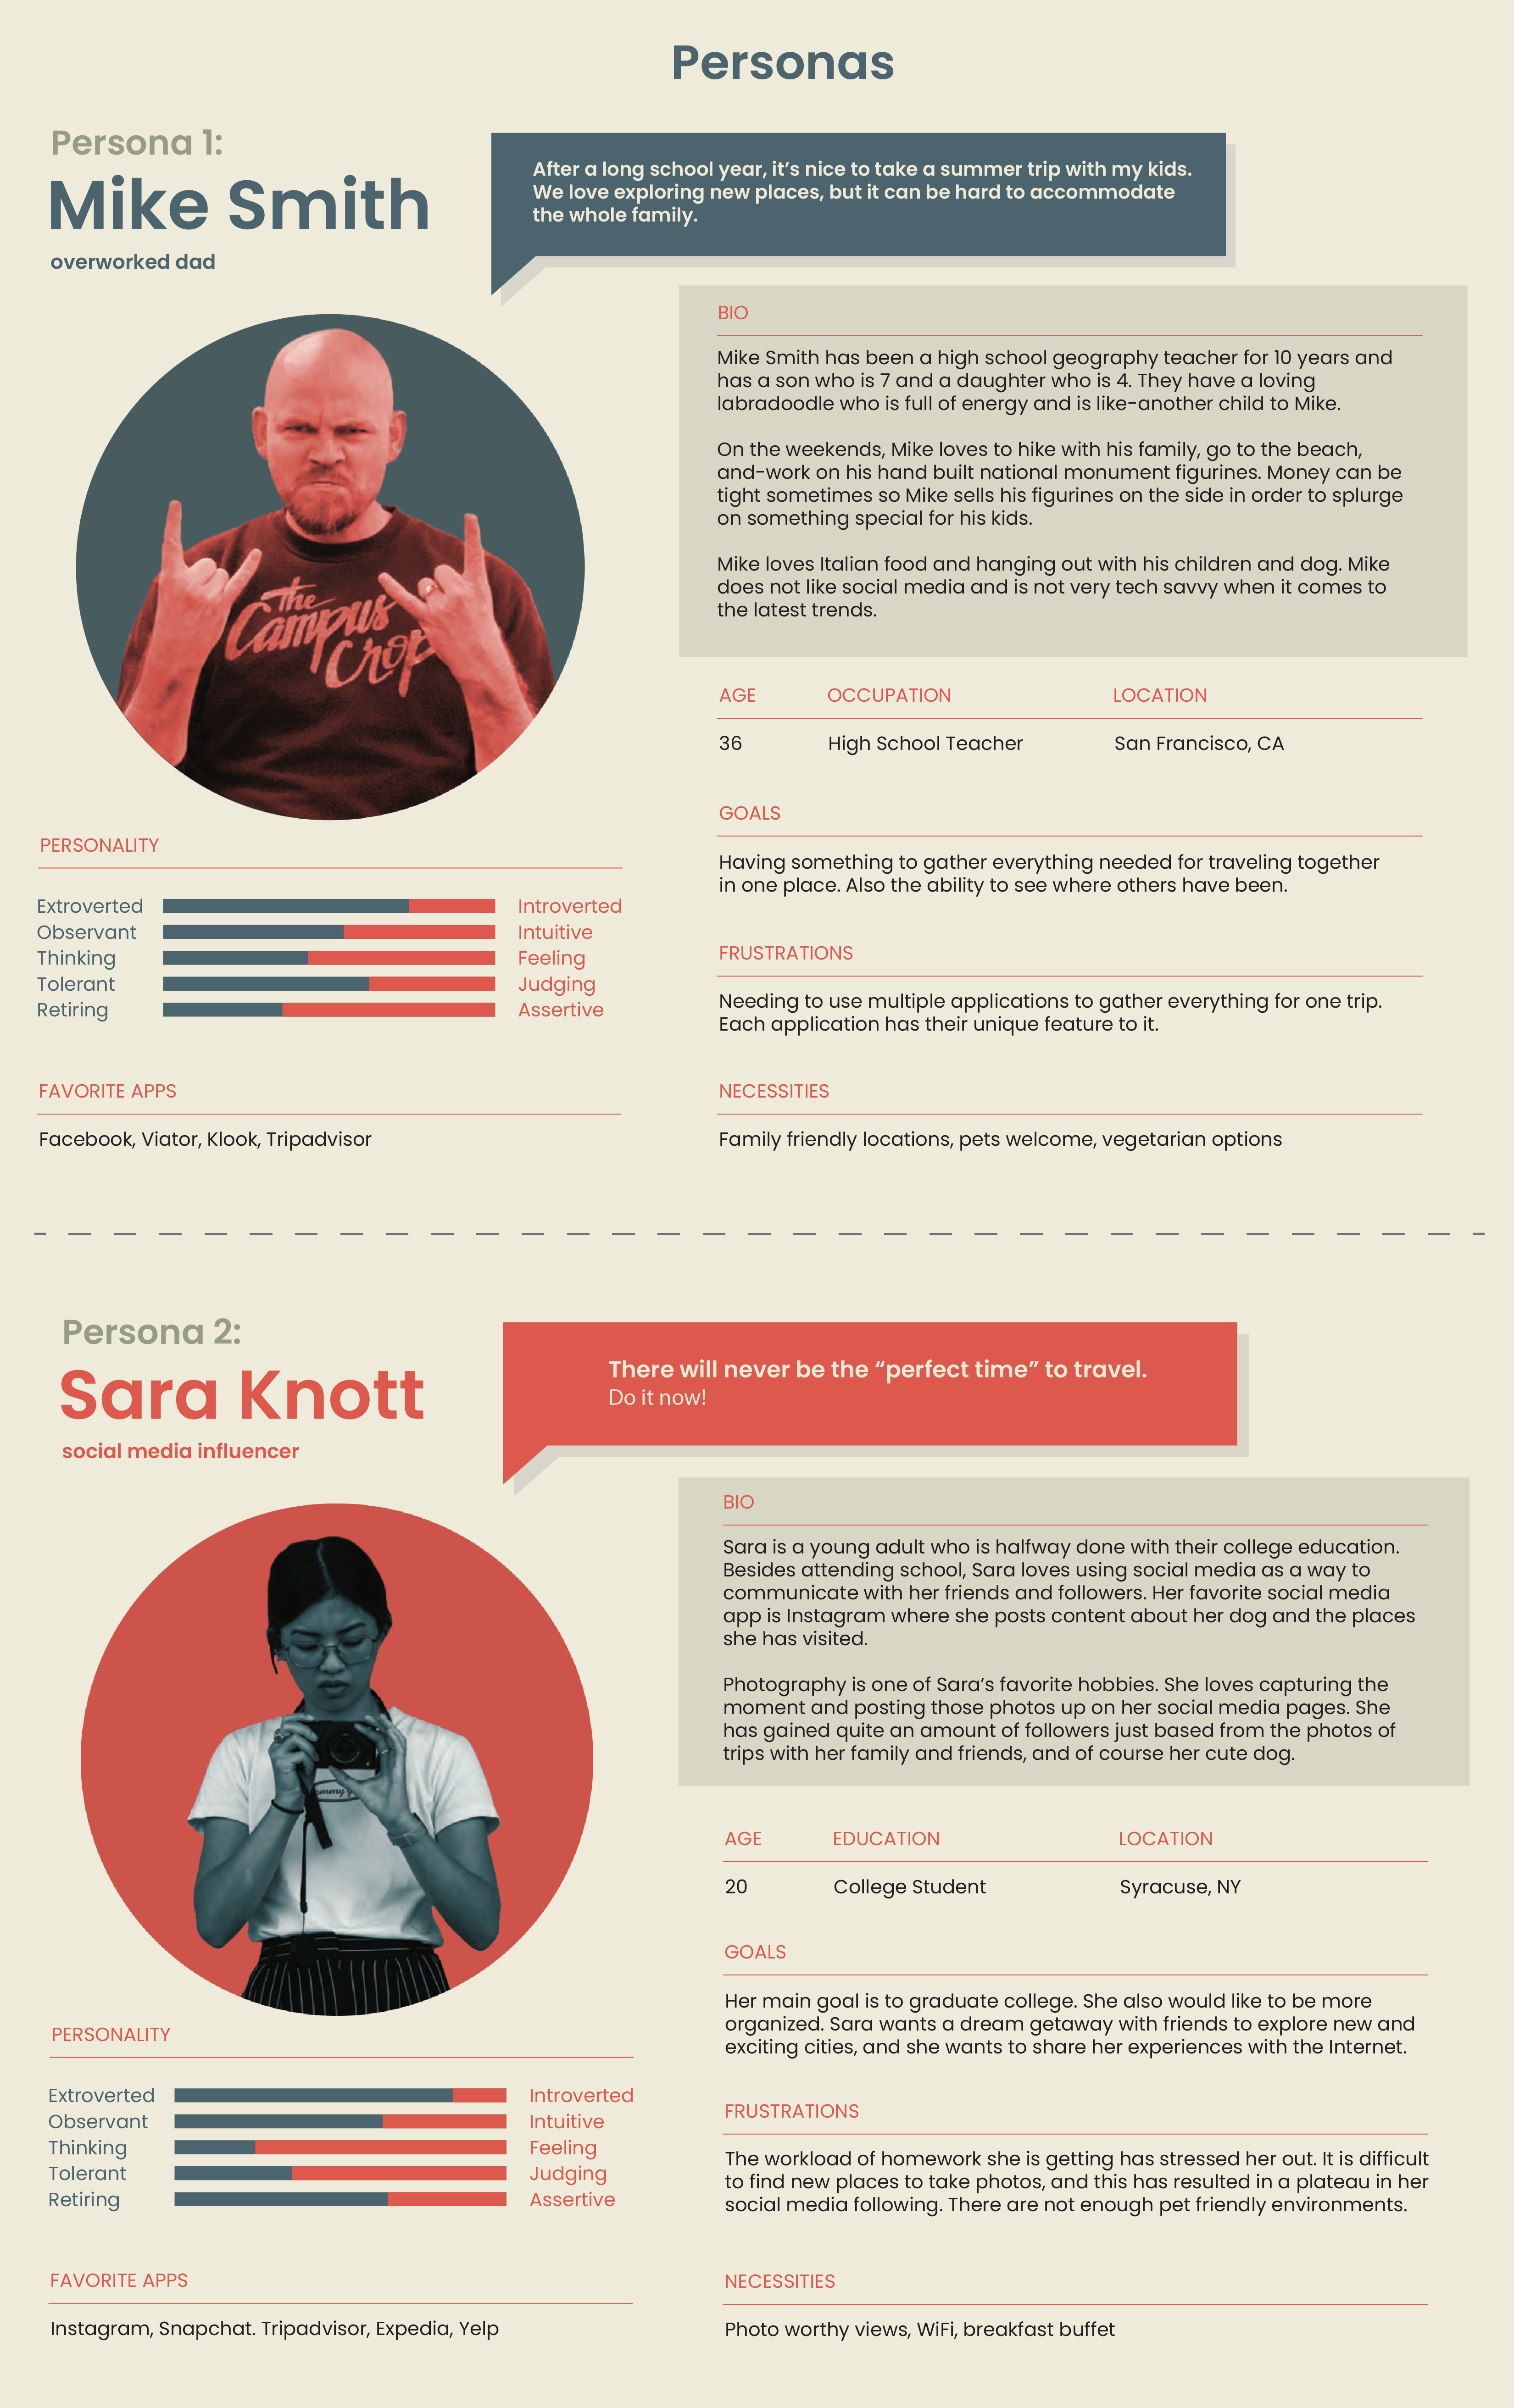 Personas
Persona 1:
Mike Smith
overworked dad
After a long school year, it’s nice to take a summer trip with my kids.
We love exploring new places, but it can be hard to accommodate
the whole family.
The
Campus
Crop
BIO
Mike Smith has been a high school geography teacher for 10 years and
has a son who is 7 and a daughter who is 4. They have a loving
labradoodle who is full of energy and is like-another child to Mike.
On the weekends, Mike loves to hike with his family, go to the beach,
and-work on his hand built national monument figurines. Money can be
tight sometimes so Mike sells his figurines on the side in order to splurge
on something special for his kids.
Mike loves Italian food and hanging out with his children and dog. Mike
does not like social media and is not very tech savvy when it comes to
the latest trends.
AGE OCCUPATION LOCATION
36 High School Teacher San Francisco, CA
GOALS
Having something to gather everything needed for traveling together
in one place. Also the ability to see where others have been.
PERSONALITY
Extroverted Introverted
Observant Intuitive
Thinking Feeling
Tolerant Judging
Retiring Assertive
FRUSTRATIONS
Needing to use multiple applications to gather everything for one trip.
Each application has their unique feature to it.
FAVORITE APPS
Facebook, Viator, Klook, Tripadvisor
NECESSITIES
Family friendly locations, pets welcome, vegetarian options
Persona 2:
Sara Knott
social media influencer
There will never be the “perfect time” to travel.
Do it now!
BIO
Sara is a young adult who is halfway done with their college education.
Besides attending school, Sara loves using social media as a way to
communicate with her friends and followers. Her favorite social media
app is Instagram where she posts content about her dog and the places
she has visited.
Photography is one of Sara’s favorite hobbies. She loves capturing the
moment and posting those photos up on her social media pages. She
has gained quite an amount of followers just based from the photos of
trips with her family and friends, and of course her cute dog.
AGE EDUCATION LOCATION
20 College Student Syracuse, NY
GOALS
Her main goal is to graduate college. She also would like to be more
organized. Sara wants a dream getaway with friends to explore new and
exciting cities, and she wants to share her experiences with the Internet.
PERSONALITY
Extroverted Introverted
Observant Intuitive
Thinking Feeling
Tolerant Judging
Retiring Assertive
FRUSTRATIONS
The workload of homework she is getting has stressed her out. It is difficult
to find new places to take photos, and this has resulted in a plateau in her
social media following. There are not enough pet friendly environments.
FAVORITE APPS
Instagram, Snapchat. Tripadvisor, Expedia, Yelp
NECESSITIES
Photo worthy views, WiFi, breakfast buffet